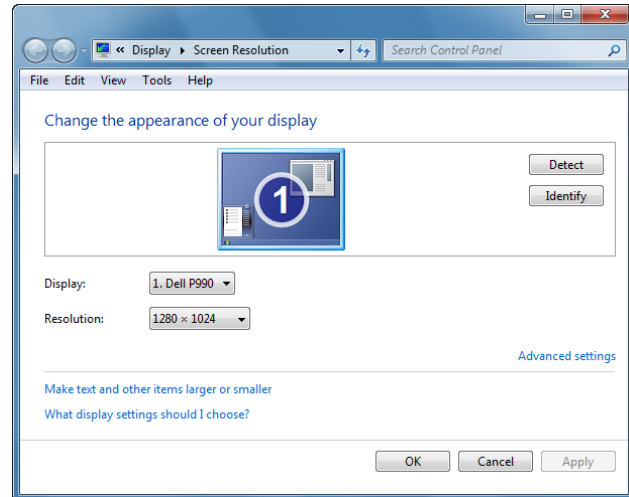 « Display ▸ Screen Resolution
Search Control Panel
File Edit View Tools Help
Change the appearance of your display
1
Detect
Identify
Display: 1. Dell P990
Resolution: 1280 × 1024
Advanced settings
Make text and other items larger or smaller
What display settings should I choose?
OK Cancel Apply